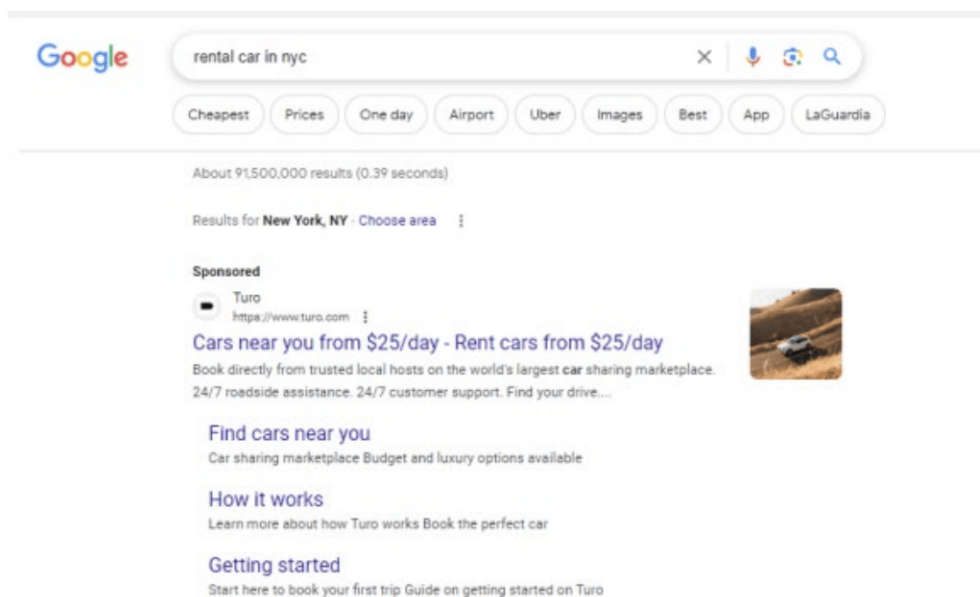 Google
rental car in nyc
Cheapest Prices One day Airport Uber Images Best App LaGuardia
About 91,500,000 results (0.39 seconds)
Results for New York, NY · Choose area
Sponsored
Turo
https://www.turo.com
Cars near you from $25/day - Rent cars from $25/day
Book directly from trusted local hosts on the world's largest car sharing marketplace.
24/7 roadside assistance. 24/7 customer support. Find your drive....
Find cars near you
Car sharing marketplace Budget and luxury options available
How it works
Learn more about how Turo works Book the perfect car
Getting started
Start here to book your first trip Guide on getting started on Turo